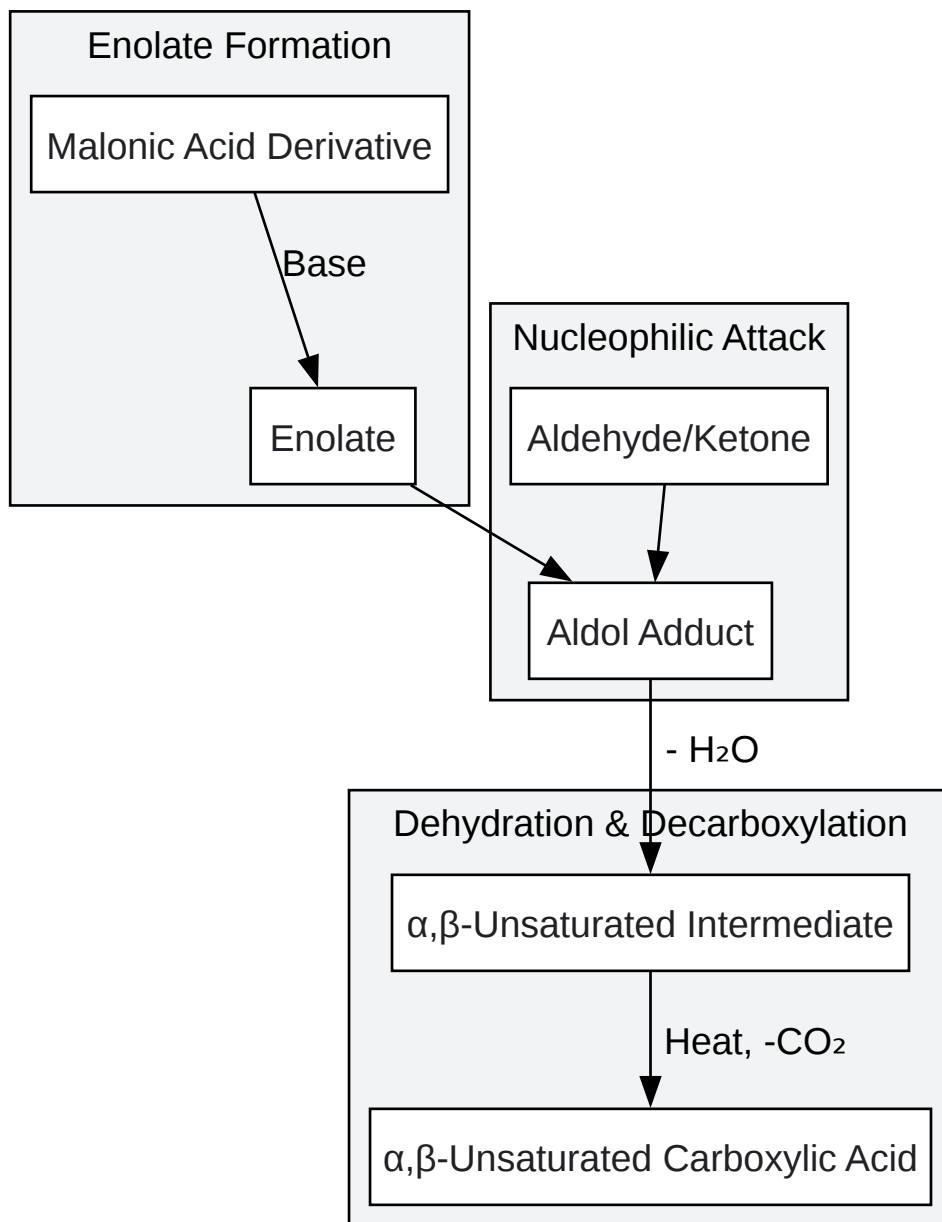 Enolate Formation
Malonic Acid Derivative
Base
Enolate
Nucleophilic Attack
Aldehyde/Ketone
Aldol Adduct
- H₂O
Dehydration & Decarboxylation
α,β-Unsaturated Intermediate
Heat, -CO₂
α,β-Unsaturated Carboxylic Acid